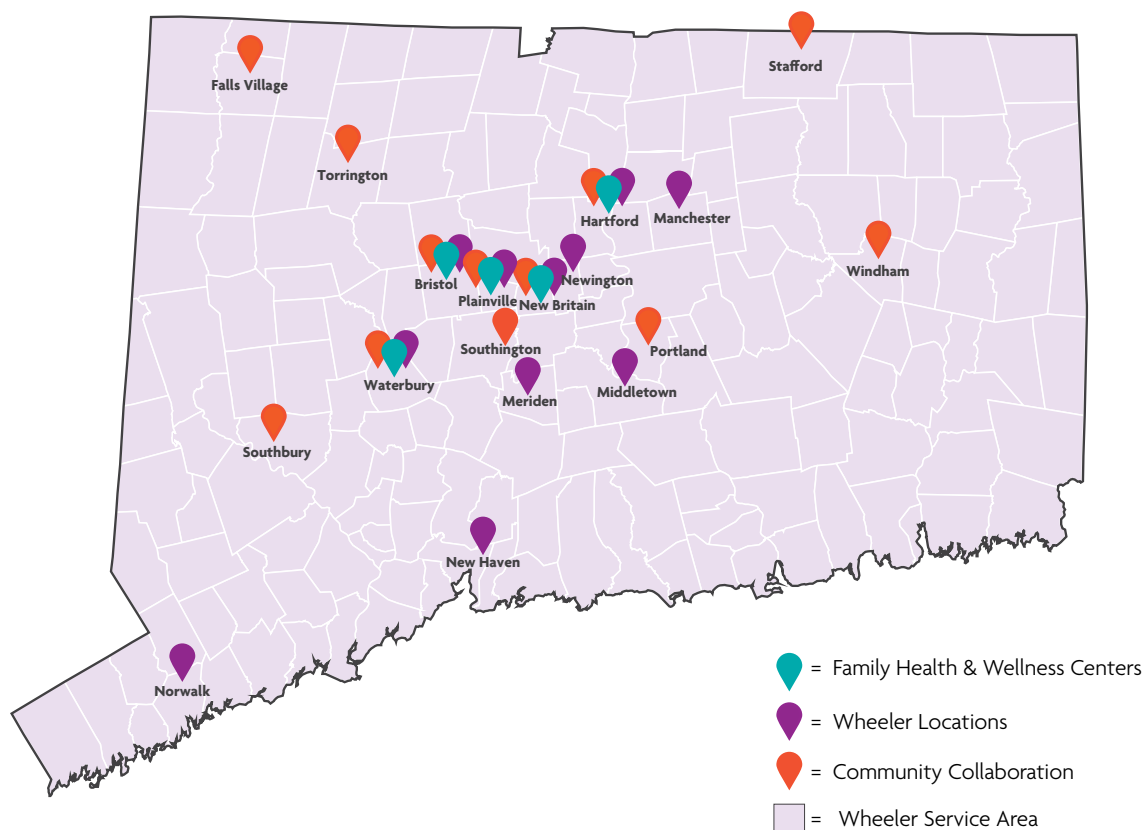 Stafford
Falls Village
Torrington
Hartford
Manchester
Windham
Bristol
Newington
Plainville
New Britain
Southington
Portland
Waterbury
Middletown
Meriden
Southbury
New Haven
Norwalk
= Family Health & Wellness Centers
= Wheeler Locations
= Community Collaboration
= Wheeler Service Area